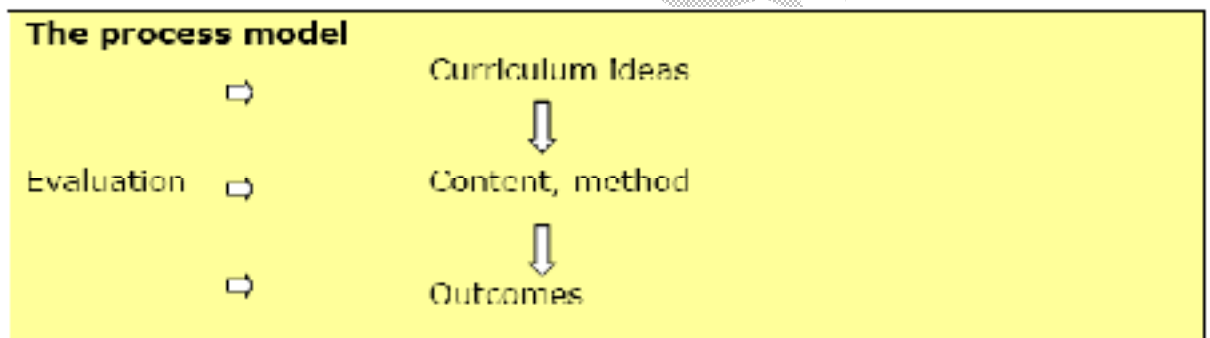 The process model
Curriculum ideas
Evaluation
Content, method
Outcomes